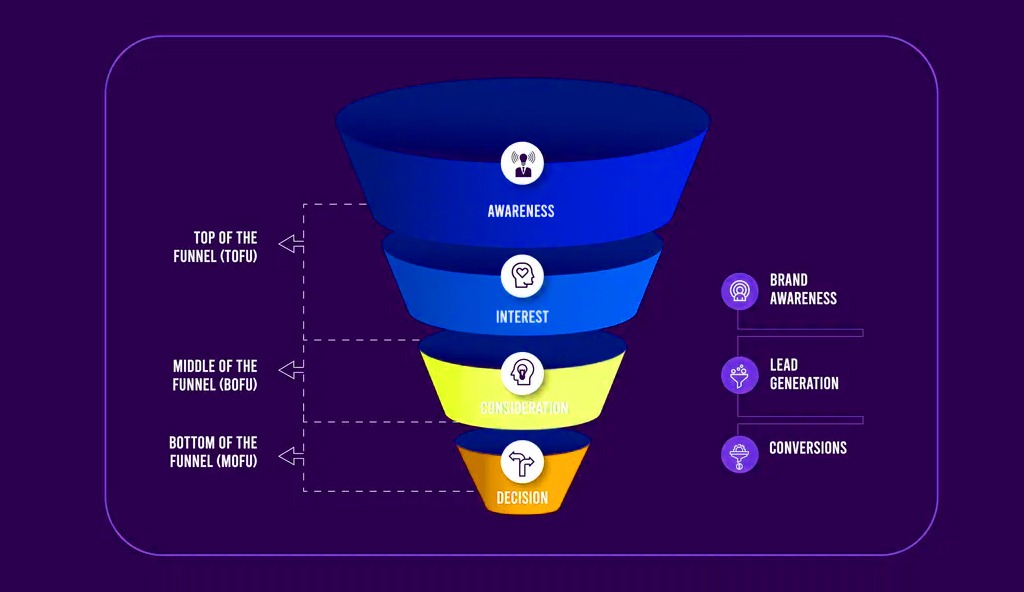 AWARENESS
TOP OF THE
FUNNEL (TOFU)
INTEREST
BRAND
AWARENESS
MIDDLE OF THE
FUNNEL (BOFU)
CONSIDERATION
LEAD
GENERATION
BOTTOM OF THE
FUNNEL (MOFU)
DECISION
CONVERSIONS